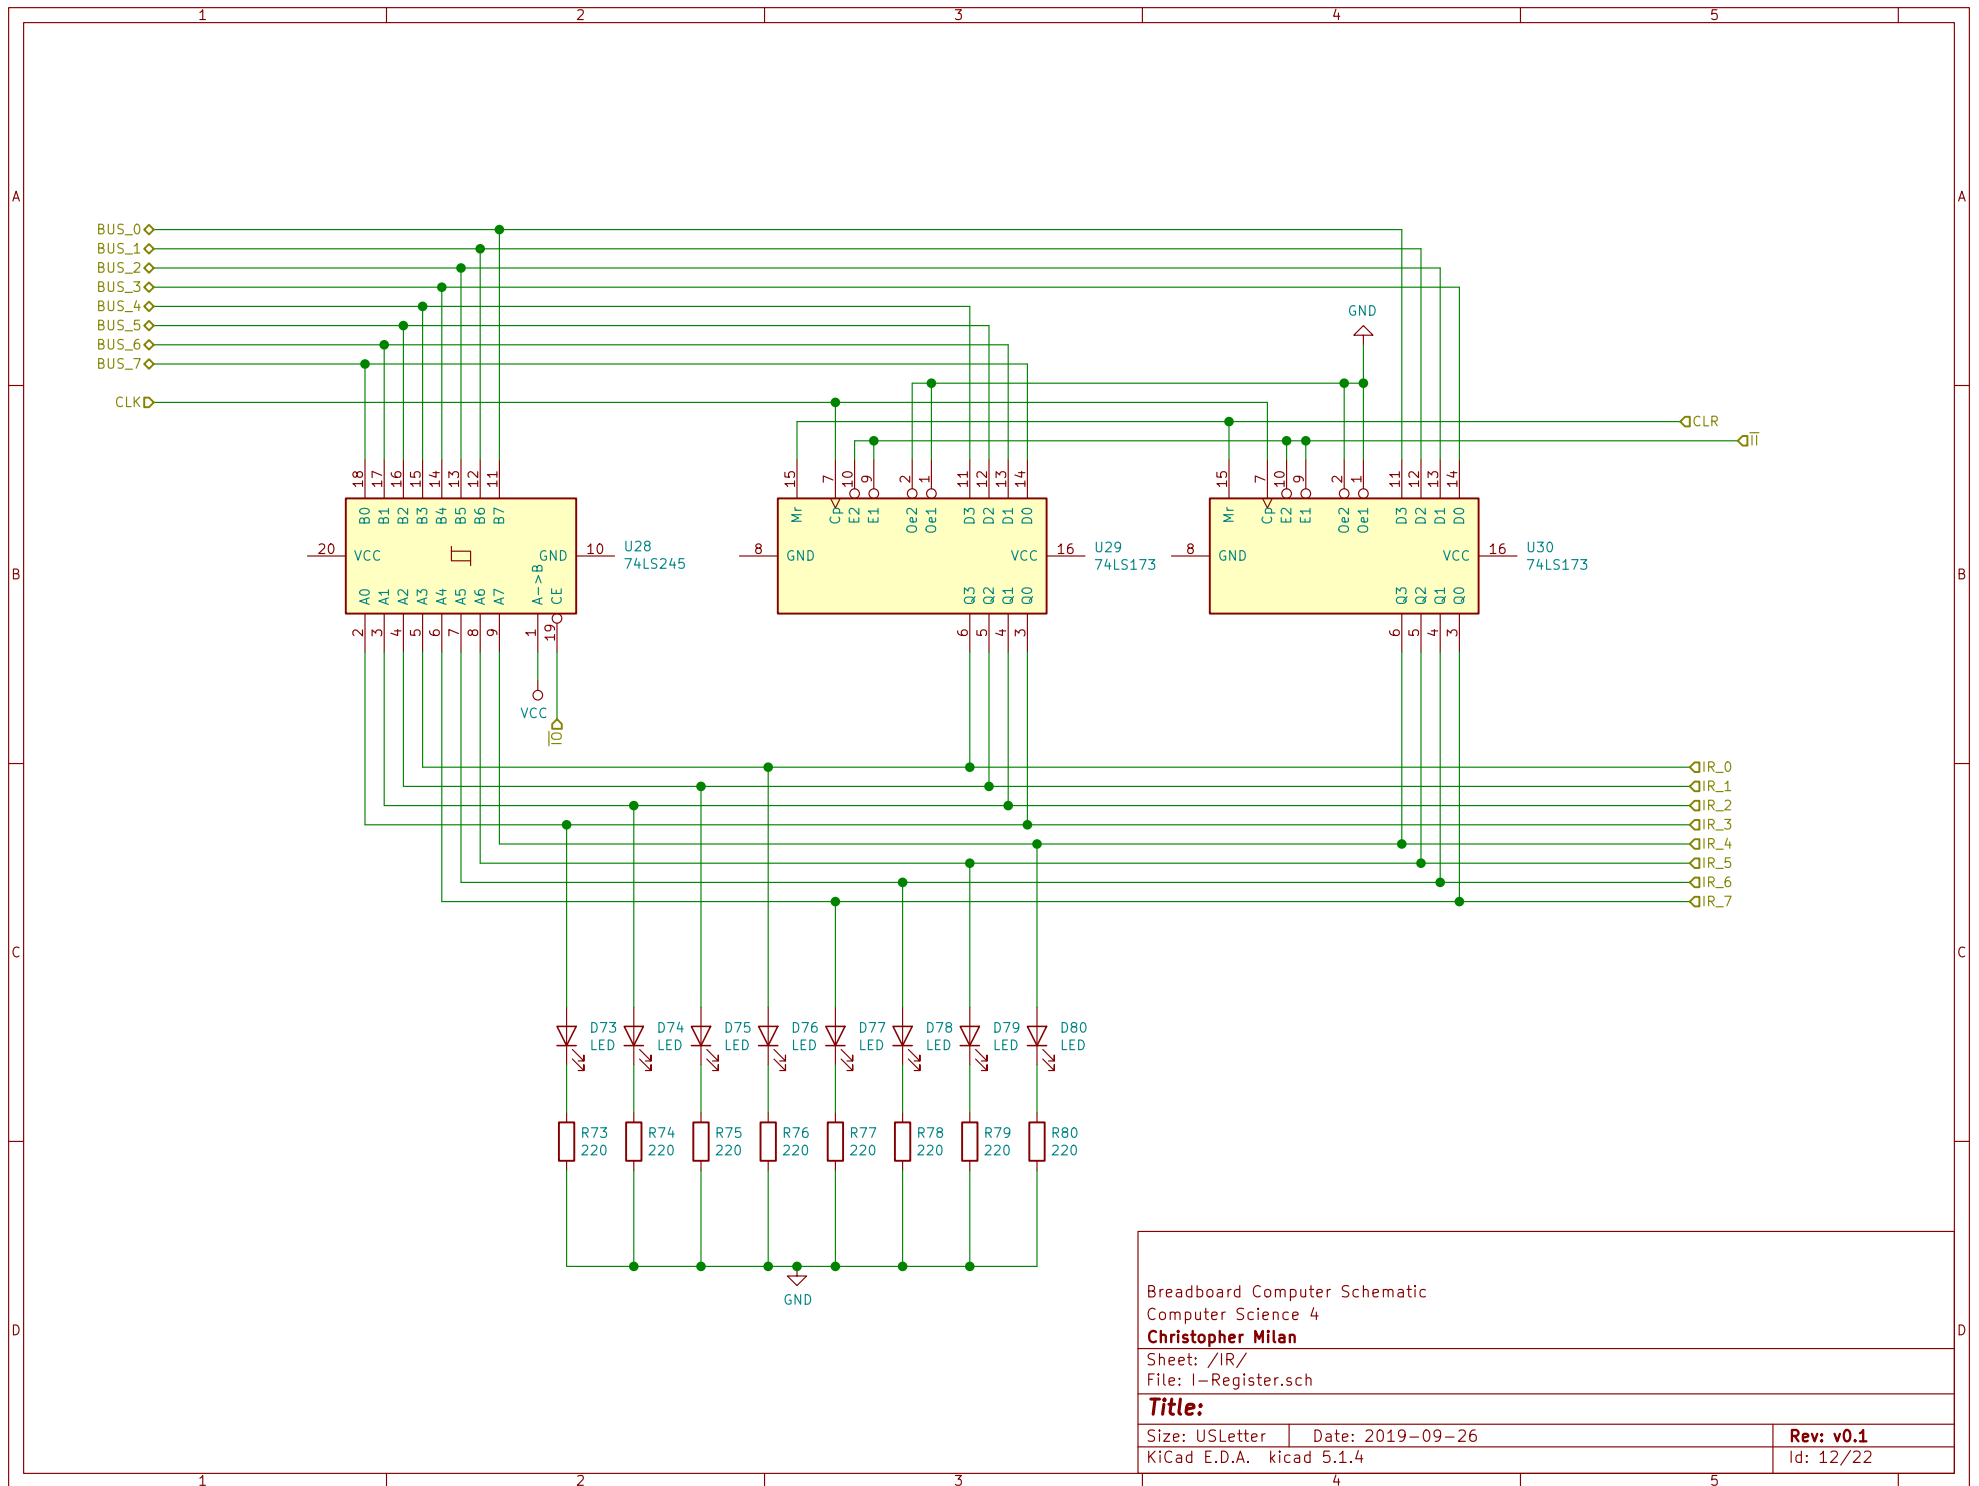 1 2 3 4 5
A A
BUS_0
BUS_1
BUS_2
BUS_3
BUS_4
BUS_5
BUS_6
BUS_7
GND
CLK
CLR
II
18 17 16 15 14 13 12 11
15 7 10 9 2 1 11 12 13 14
15 7 10 9 2 1 11 12 13 14
B0 B1 B2 B3 B4 B5 B6 B7
Mr Cp E2 E1 Oe2 Oe1 D3 D2 D1 D0
Mr Cp E2 E1 Oe2 Oe1 D3 D2 D1 D0
20 VCC GND 10
U28
74LS245
8 GND VCC 16
U29
74LS173
8 GND VCC 16
U30
74LS173
B B
A0 A1 A2 A3 A4 A5 A6 A7 A->B CE
Q3 Q2 Q1 Q0
Q3 Q2 Q1 Q0
2 3 4 5 6 7 8 9 1 19
6 5 4 3
6 5 4 3
VCC
IO
IR_0
IR_1
IR_2
IR_3
IR_4
IR_5
IR_6
IR_7
C C
D73 D74 D75 D76 D77 D78 D79 D80
LED LED LED LED LED LED LED LED
R73 R74 R75 R76 R77 R78 R79 R80
220 220 220 220 220 220 220 220
GND
D D
Breadboard Computer Schematic
Computer Science 4
Christopher Milan
Sheet: /IR/
File: I-Register.sch
Title:
Size: USLetter Date: 2019-09-26 Rev: v0.1
KiCad E.D.A. kicad 5.1.4 Id: 12/22
1 2 3 4 5